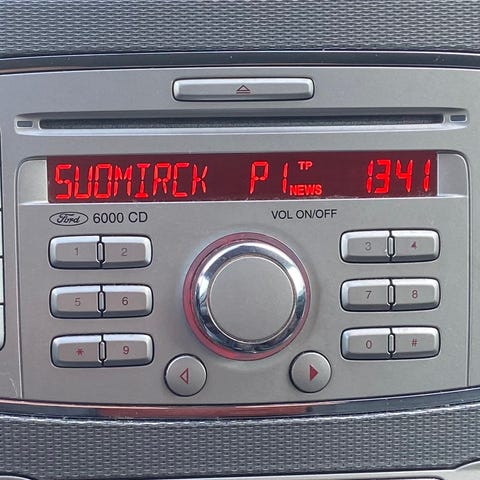 SUOMIRCK P1 TP NEWS 1341
Ford 6000 CD VOL ON/OFF
1 2 3 4
5 6 7 8
* 9 0 #